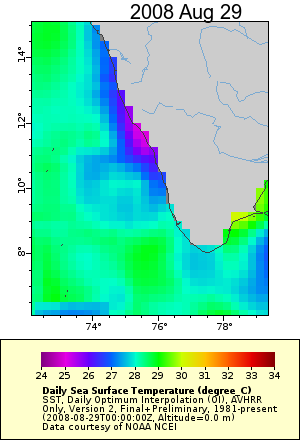 2008 Aug 29
14°
12°
10°
8°
74° 76° 78°
24 25 26 27 28 29 30 31 32 33 34
Daily Sea Surface Temperature (degree_C)
SST, Daily Optimum Interpolation (OI), AVHRR
Only, Version 2, Final+Preliminary, 1981-present
(2008-08-29T00:00:00Z, Altitude=0.0 m)
Data courtesy of NOAA NCEI